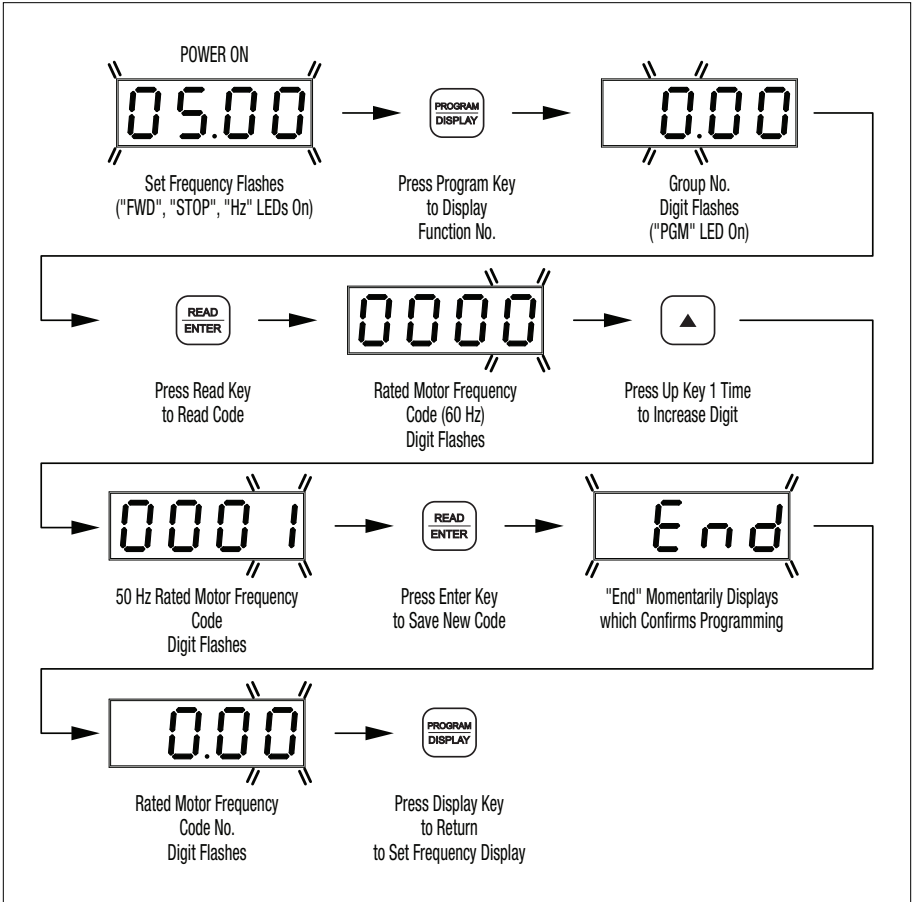 POWER ON
05.00
PROGRAM
DISPLAY
0.00
Set Frequency Flashes
("FWD", "STOP", "Hz" LEDs On)
Press Program Key
to Display
Function No.
Group No.
Digit Flashes
("PGM" LED On)
READ
ENTER
0000
▲
Press Read Key
to Read Code
Rated Motor Frequency
Code (60 Hz)
Digit Flashes
Press Up Key 1 Time
to Increase Digit
0001
READ
ENTER
End
50 Hz Rated Motor Frequency
Code
Digit Flashes
Press Enter Key
to Save New Code
"End" Momentarily Displays
which Confirms Programming
0.00
PROGRAM
DISPLAY
Rated Motor Frequency
Code No.
Digit Flashes
Press Display Key
to Return
to Set Frequency Display